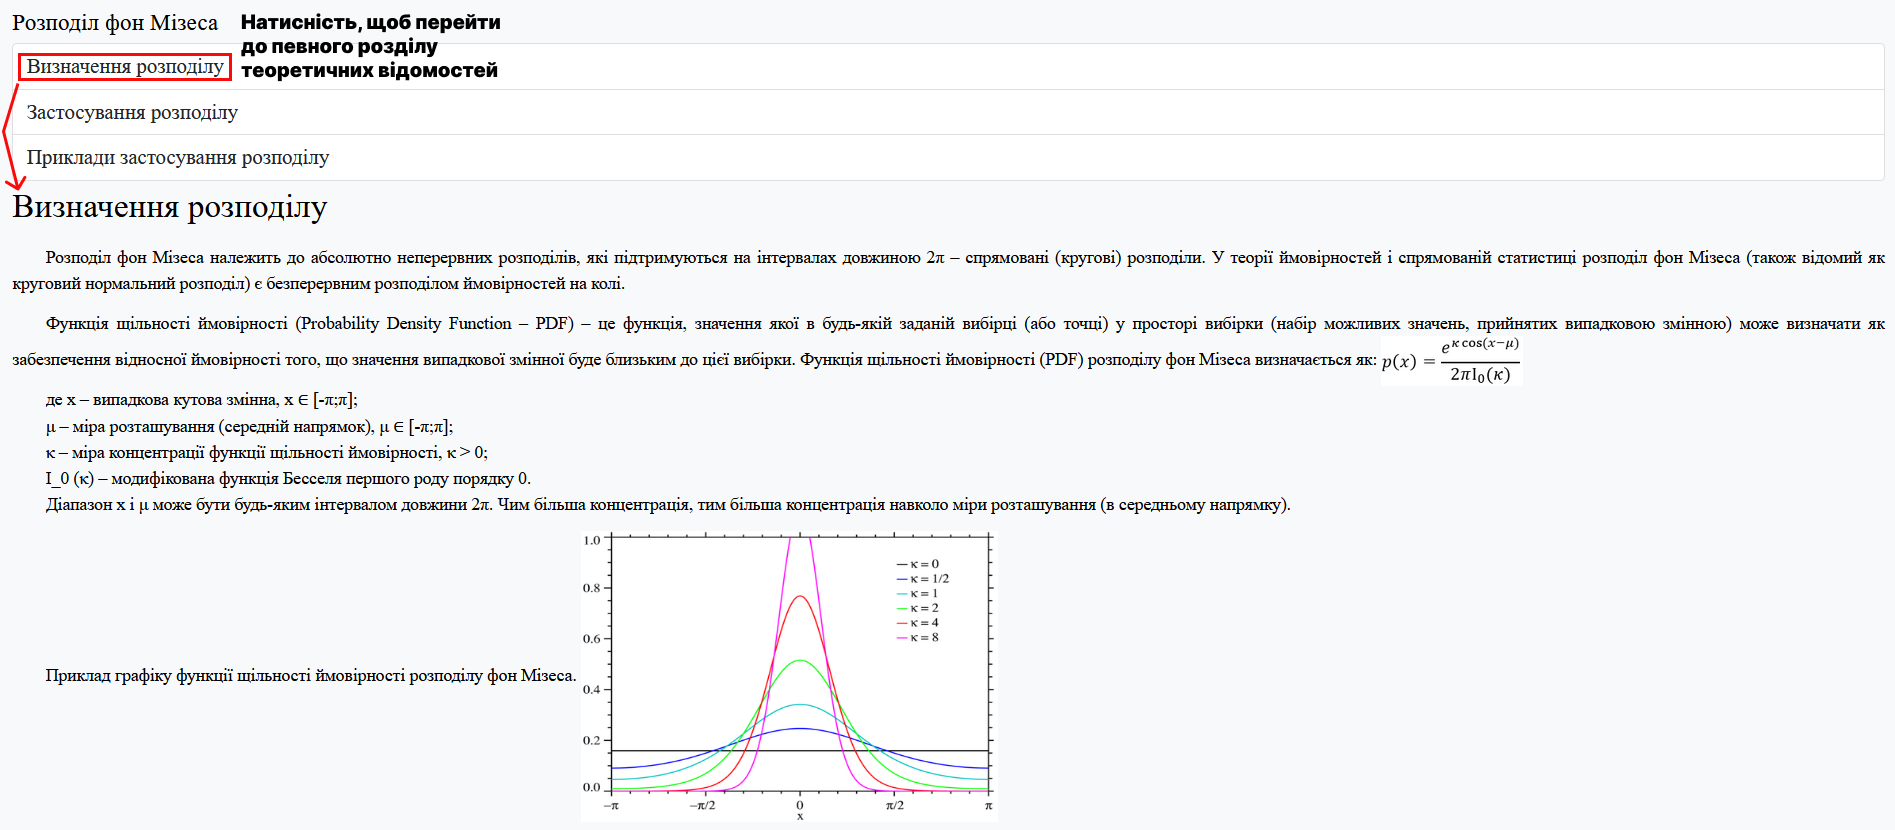 Розподіл фон Мізеса
Натисність, щоб перейти
до певного розділу
теоретичних відомостей
Визначення розподілу
Застосування розподілу
Приклади застосування розподілу
Визначення розподілу
Розподіл фон Мізеса належить до абсолютно неперервних розподілів, які підтримуються на інтервалах довжиною 2π – спрямовані (кругові) розподіли. У теорії ймовірностей і спрямованій статистиці розподіл фон Мізеса (також відомий як
круговий нормальний розподіл) є безперервним розподілом ймовірностей на колі.
Функція щільності ймовірності (Probability Density Function – PDF) – це функція, значення якої в будь-якій заданій вибірці (або точці) у просторі вибірки (набір можливих значень, прийнятих випадковою змінною) може визначати як
забезпечення відносної ймовірності того, що значення випадкової змінної буде близьким до цієї вибірки. Функція щільності ймовірності (PDF) розподілу фон Мізеса визначається як: p(x) = e^{κ cos(x−μ)} / 2πI₀(κ)
де x – випадкова кутова змінна, x ∈ [-π;π];
μ – міра розташування (середній напрямок), μ ∈ [-π;π];
κ – міра концентрації функції щільності ймовірності, κ > 0;
I_0 (κ) – модифікована функція Бесселя першого роду порядку 0.
Діапазон x і μ може бути будь-яким інтервалом довжини 2π. Чим більша концентрація, тим більша концентрація навколо міри розташування (в середньому напрямку).
Приклад графіку функції щільності ймовірності розподілу фон Мізеса.
1.0
0.8
0.6
0.4
0.2
0.0
κ = 0
κ = 1/2
κ = 1
κ = 2
κ = 4
κ = 8
−π −π/2 0 π/2 π
x